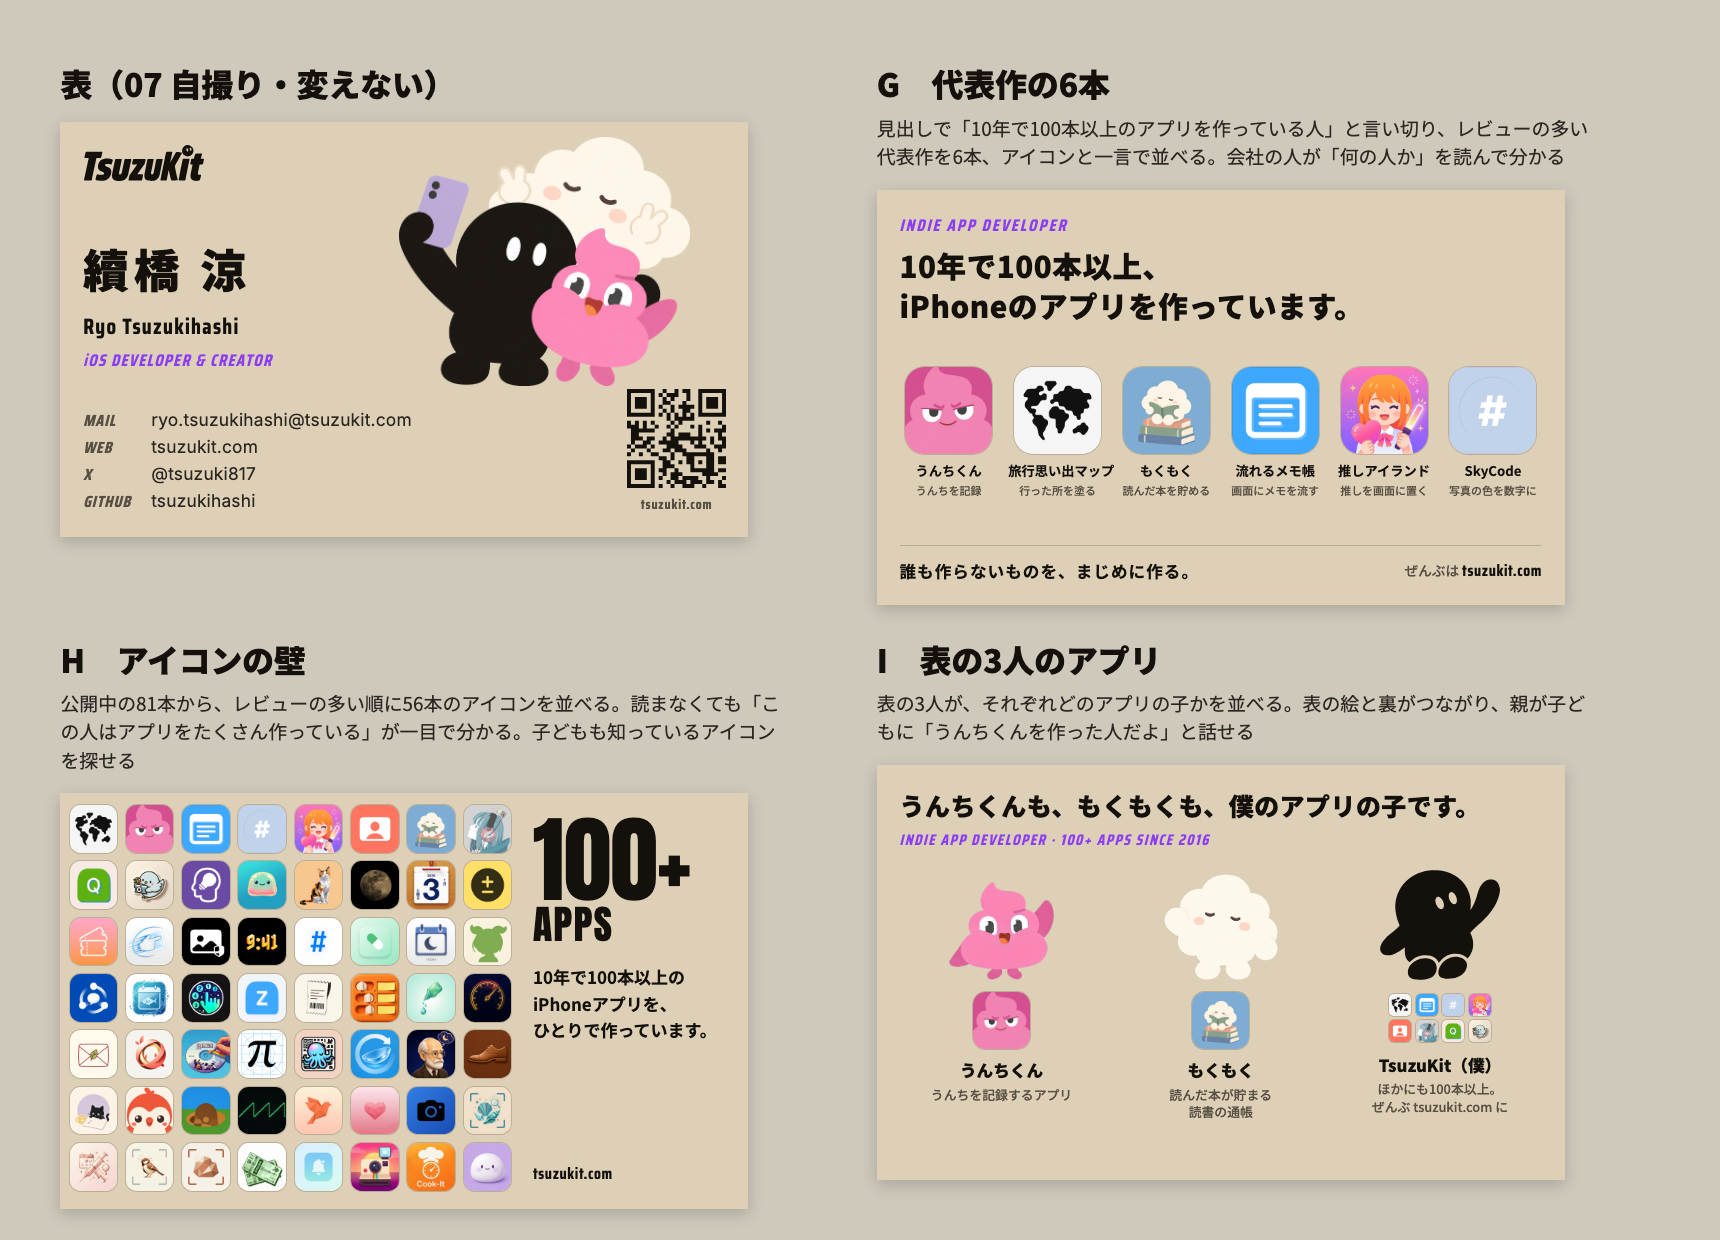 表（07 自撮り・変えない）
TsuzuKit
續橋 涼
Ryo Tsuzukihashi
iOS DEVELOPER & CREATOR
MAIL ryo.tsuzukihashi@tsuzukit.com
WEB tsuzukit.com
X @tsuzuki817
GITHUB tsuzukihashi
tsuzukit.com
G 代表作の6本
見出しで「10年で100本以上のアプリを作っている人」と言い切り、レビューの多い
代表作を6本、アイコンと一言で並べる。会社の人が「何の人か」を読んで分かる
INDIE APP DEVELOPER
10年で100本以上、
iPhoneのアプリを作っています。
#
うんちくん 旅行思い出マップ もくもく 流れるメモ帳 推しアイランド SkyCode
うんちを記録 行った所を塗る 読んだ本を貯める 画面にメモを流す 推しを画面に置く 写真の色を数字に
誰も作らないものを、まじめに作る。 ぜんぶは tsuzukit.com
H アイコンの壁
公開中の81本から、レビューの多い順に56本のアイコンを並べる。読まなくても「こ
の人はアプリをたくさん作っている」が一目で分かる。子どもも知っているアイコン
を探せる
#
Q
3
±
9:41
#
Z
π
Cook-It
100+
APPS
10年で100本以上の
iPhoneアプリを、
ひとりで作っています。
tsuzukit.com
I 表の3人のアプリ
表の3人が、それぞれどのアプリの子かを並べる。表の絵と裏がつながり、親が子ど
もに「うんちくんを作った人だよ」と話せる
うんちくんも、もくもくも、僕のアプリの子です。
INDIE APP DEVELOPER · 100+ APPS SINCE 2016
#
Q
うんちくん
うんちを記録するアプリ
もくもく
読んだ本が貯まる
読書の通帳
TsuzuKit（僕）
ほかにも100本以上。
ぜんぶ tsuzukit.com に